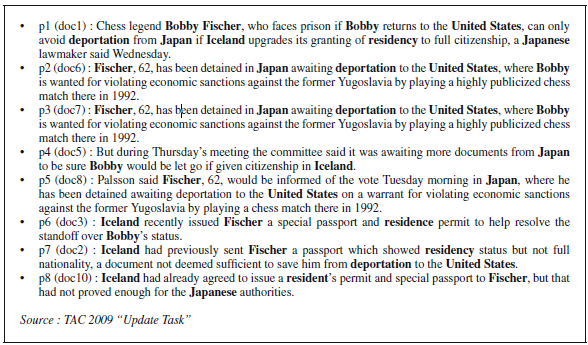 • p1 (doc1) : Chess legend Bobby Fischer, who faces prison if Bobby returns to the United States, can only
avoid deportation from Japan if Iceland upgrades its granting of residency to full citizenship, a Japanese
lawmaker said Wednesday.
• p2 (doc6) : Fischer, 62, has been detained in Japan awaiting deportation to the United States, where Bobby
is wanted for violating economic sanctions against the former Yugoslavia by playing a highly publicized chess
match there in 1992.
• p3 (doc7) : Fischer, 62, has been detained in Japan awaiting deportation to the United States, where Bobby
is wanted for violating economic sanctions against the former Yugoslavia by playing a highly publicized chess
match there in 1992.
• p4 (doc5) : But during Thursday’s meeting the committee said it was awaiting more documents from Japan
to be sure Bobby would be let go if given citizenship in Iceland.
• p5 (doc8) : Palsson said Fischer, 62, would be informed of the vote Tuesday morning in Japan, where he
has been detained awaiting deportation to the United States on a warrant for violating economic sanctions
against the former Yugoslavia by playing a chess match there in 1992.
• p6 (doc3) : Iceland recently issued Fischer a special passport and residence permit to help resolve the
standoff over Bobby’s status.
• p7 (doc2) : Iceland had previously sent Fischer a passport which showed residency status but not full
nationality, a document not deemed sufficient to save him from deportation to the United States.
• p8 (doc10) : Iceland had already agreed to issue a resident’s permit and special passport to Fischer, but that
had not proved enough for the Japanese authorities.
Source : TAC 2009 “Update Task”